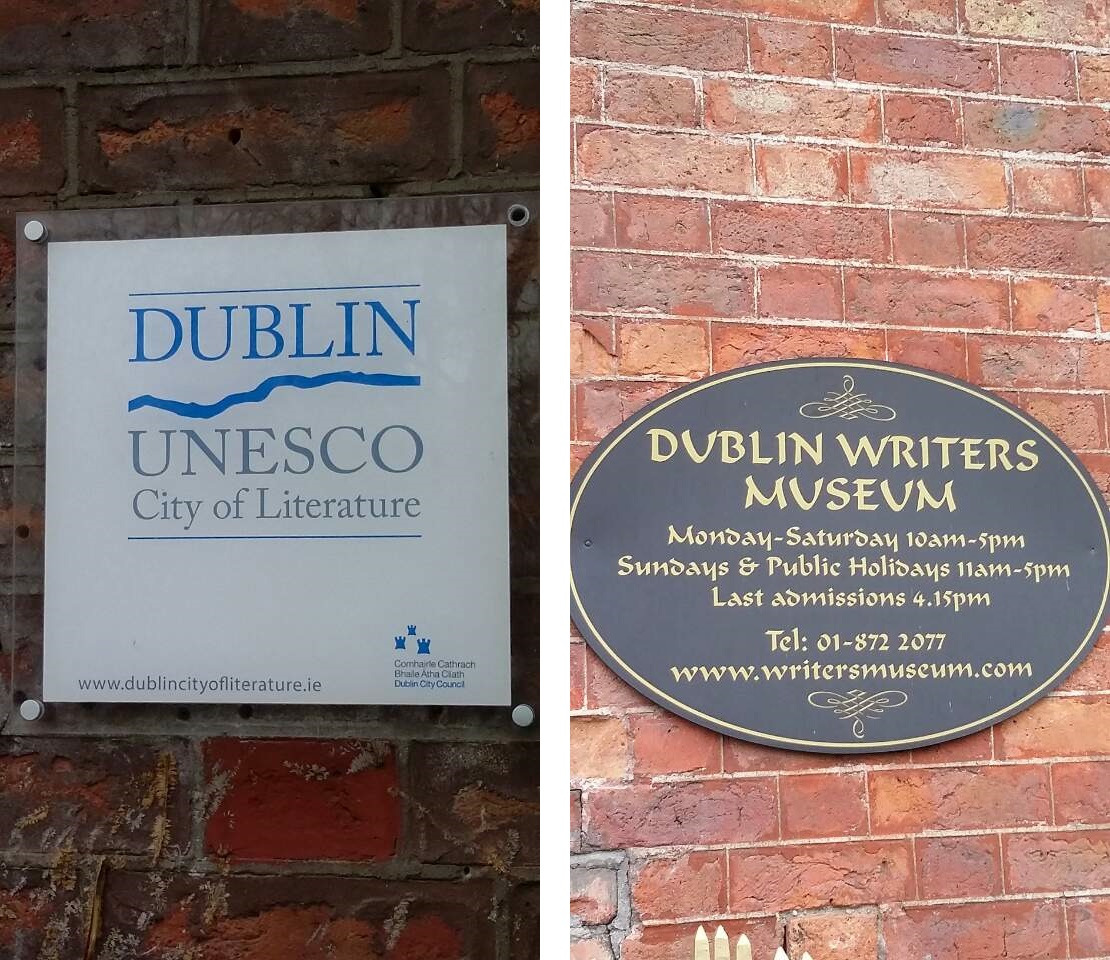 DUBLIN
UNESCO
City of Literature
Comhairle Cathrach
Bhaile Átha Cliath
Dublin City Council
www.dublincityofliterature.ie
DUBLIN WRITERS
MUSEUM
Monday-Saturday 10am-5pm
Sundays & Public Holidays 11am-5pm
Last admissions 4.15pm
Tel: 01-872 2077
www.writersmuseum.com